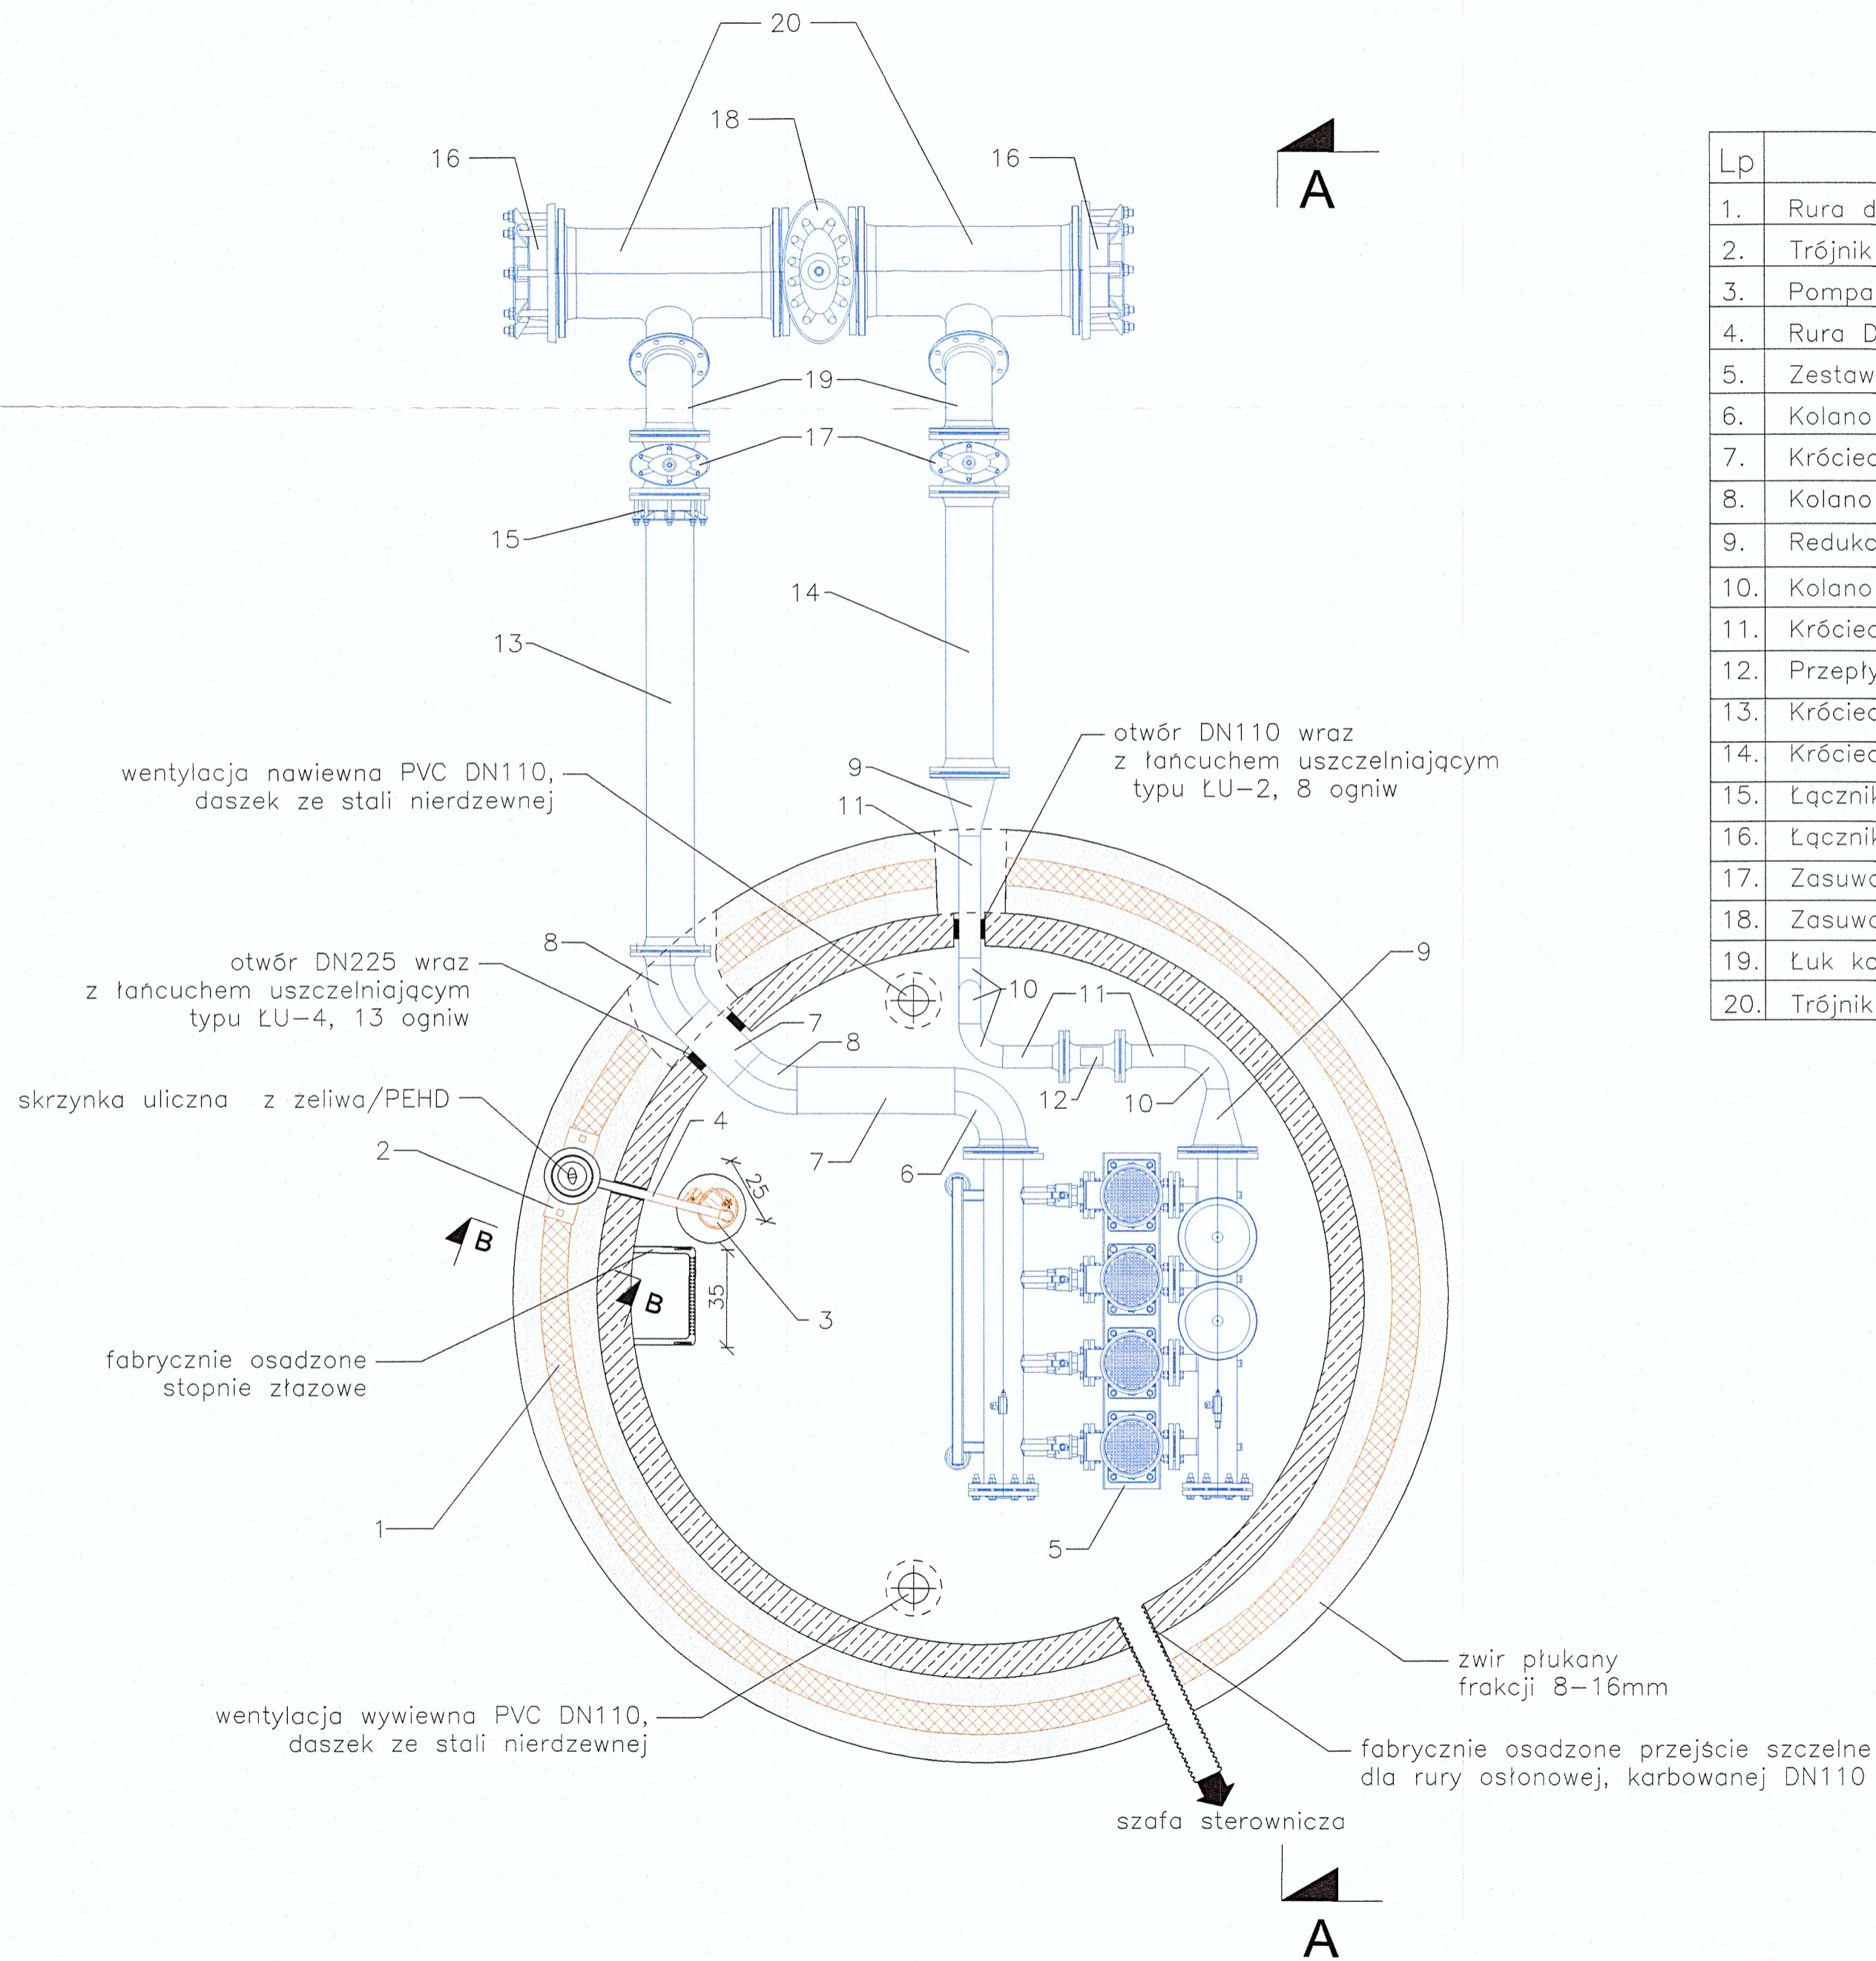 20
18
16
16
A
19
17
15
14
13
otwór DN110 wraz
z łańcuchem uszczelniającym
typu ŁU-2, 8 ogniw
wentylacja nawiewna PVC DN110,
daszek ze stali nierdzewnej
9
11
8
9
otwór DN225 wraz
z łańcuchem uszczelniającym
typu ŁU-4, 13 ogniw
10
11
7
8
skrzynka uliczna z żeliwa/PEHD
12
10
2
4
7
6
25
B
B
35
3
fabrycznie osadzone
stopnie złazowe
1
5
zwir płukany
frakcji 8-16mm
wentylacja wywiewna PVC DN110,
daszek ze stali nierdzewnej
fabrycznie osadzone przejście szczelne
dla rury osłonowej, karbowanej DN110
szafa sterownicza
A
Lp
1. Rura d
2. Trójnik
3. Pompa
4. Rura D
5. Zestaw
6. Kolano
7. Króciec
8. Kolano
9. Redukc
10. Kolano
11. Króciec
12. Przepły
13. Króciec
14. Króciec
15. Łącznik
16. Łącznik
17. Zasuwa
18. Zasuwa
19. Łuk ko
20. Trójnik